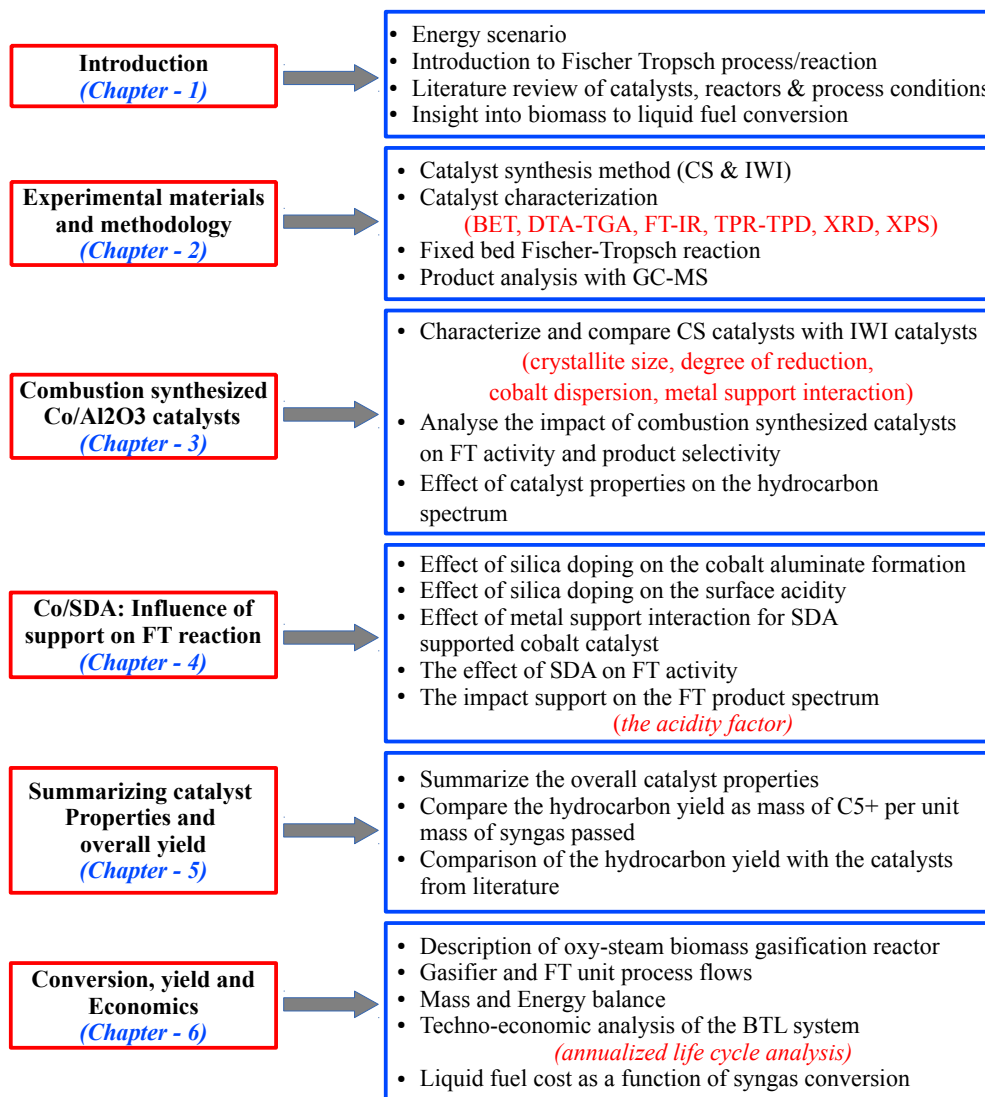 Introduction
(Chapter - 1)
• Energy scenario
• Introduction to Fischer Tropsch process/reaction
• Literature review of catalysts, reactors & process conditions
• Insight into biomass to liquid fuel conversion
Experimental materials
and methodology
(Chapter - 2)
• Catalyst synthesis method (CS & IWI)
• Catalyst characterization
(BET, DTA-TGA, FT-IR, TPR-TPD, XRD, XPS)
• Fixed bed Fischer-Tropsch reaction
• Product analysis with GC-MS
Combustion synthesized
Co/Al2O3 catalysts
(Chapter - 3)
• Characterize and compare CS catalysts with IWI catalysts
(crystallite size, degree of reduction,
cobalt dispersion, metal support interaction)
• Analyse the impact of combustion synthesized catalysts
on FT activity and product selectivity
• Effect of catalyst properties on the hydrocarbon
spectrum
Co/SDA: Influence of
support on FT reaction
(Chapter - 4)
• Effect of silica doping on the cobalt aluminate formation
• Effect of silica doping on the surface acidity
• Effect of metal support interaction for SDA
supported cobalt catalyst
• The effect of SDA on FT activity
• The impact support on the FT product spectrum
(the acidity factor)
Summarizing catalyst
Properties and
overall yield
(Chapter - 5)
• Summarize the overall catalyst properties
• Compare the hydrocarbon yield as mass of C5+ per unit
mass of syngas passed
• Comparison of the hydrocarbon yield with the catalysts
from literature
Conversion, yield and
Economics
(Chapter - 6)
• Description of oxy-steam biomass gasification reactor
• Gasifier and FT unit process flows
• Mass and Energy balance
• Techno-economic analysis of the BTL system
(annualized life cycle analysis)
• Liquid fuel cost as a function of syngas conversion